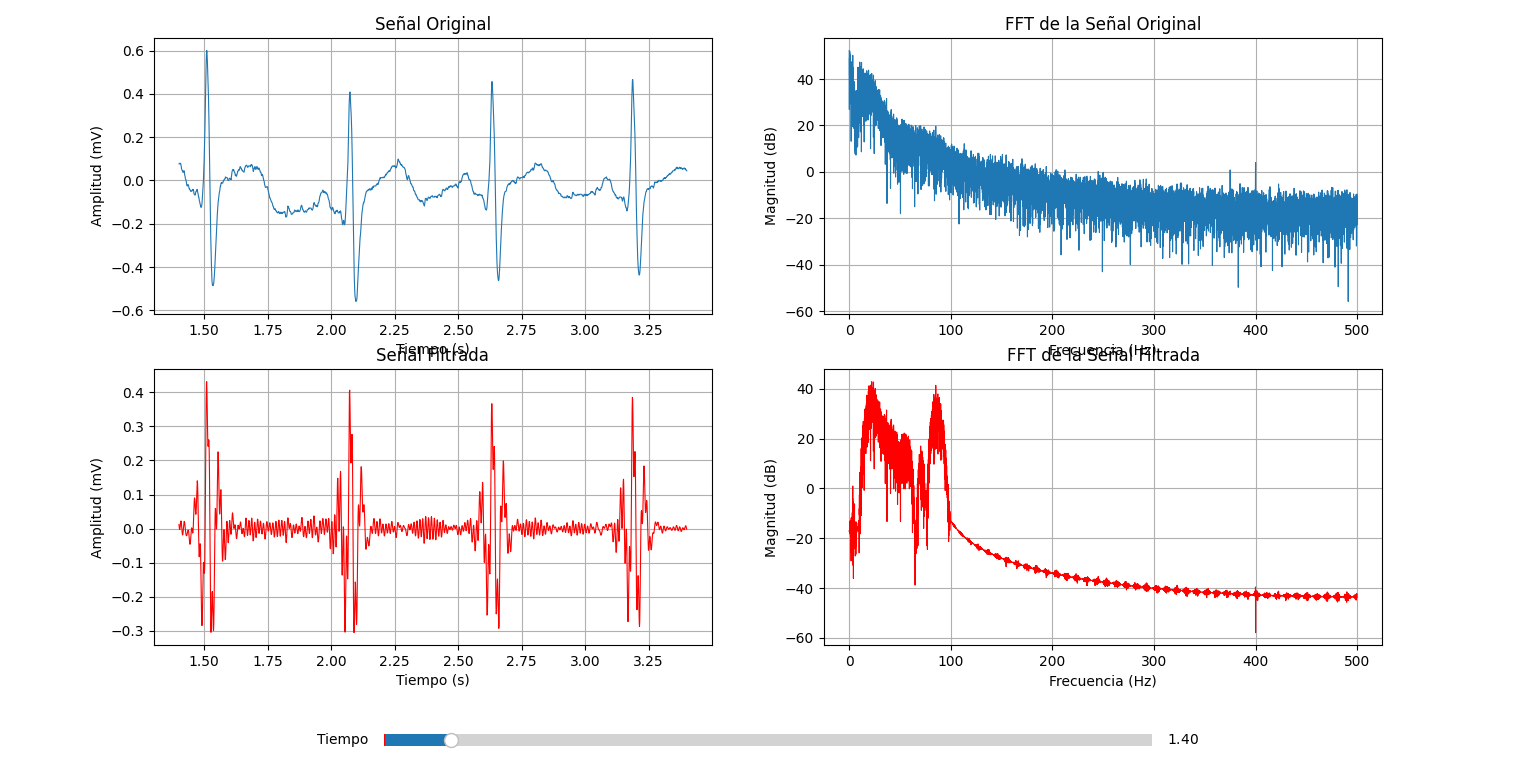 Señal Original
0.6
0.4
0.2
0.0
−0.2
−0.4
−0.6
Amplitud (mV)
1.50 1.75 2.00 2.25 2.50 2.75 3.00 3.25
Tiempo (s)
FFT de la Señal Original
40
20
0
−20
−40
−60
Magnitud (dB)
0 100 200 300 400 500
Frecuencia (Hz)
Señal Filtrada
0.4
0.3
0.2
0.1
0.0
−0.1
−0.2
−0.3
Amplitud (mV)
1.50 1.75 2.00 2.25 2.50 2.75 3.00 3.25
Tiempo (s)
FFT de la Señal Filtrada
40
20
0
−20
−40
−60
Magnitud (dB)
0 100 200 300 400 500
Frecuencia (Hz)
Tiempo 1.40